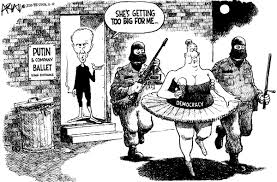 SHE'S GETTING
TOO BIG FOR ME...
PUTIN
& COMPANY
BALLET
DEMOCRACY